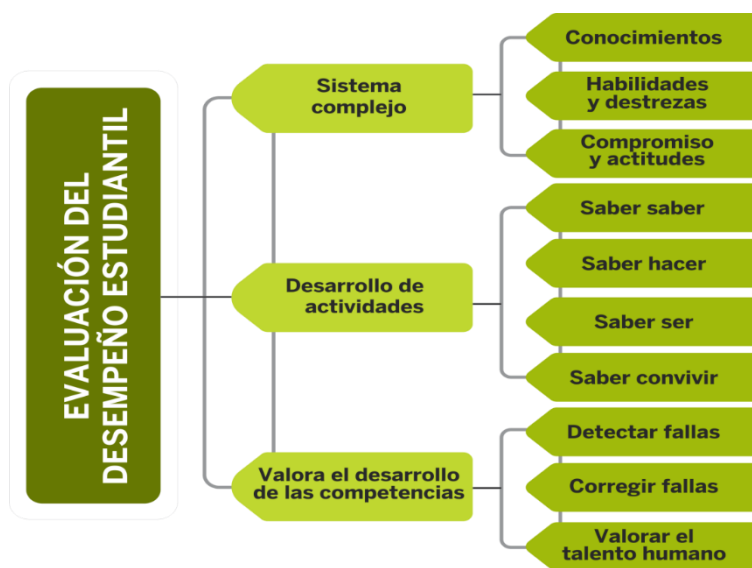 EVALUACIÓN DEL
DESEMPEÑO ESTUDIANTIL
Sistema
complejo
Conocimientos
Habilidades
y destrezas
Compromiso
y actitudes
Desarrollo de
actividades
Saber saber
Saber hacer
Saber ser
Saber convivir
Valora el desarrollo
de las competencias
Detectar fallas
Corregir fallas
Valorar el
talento humano